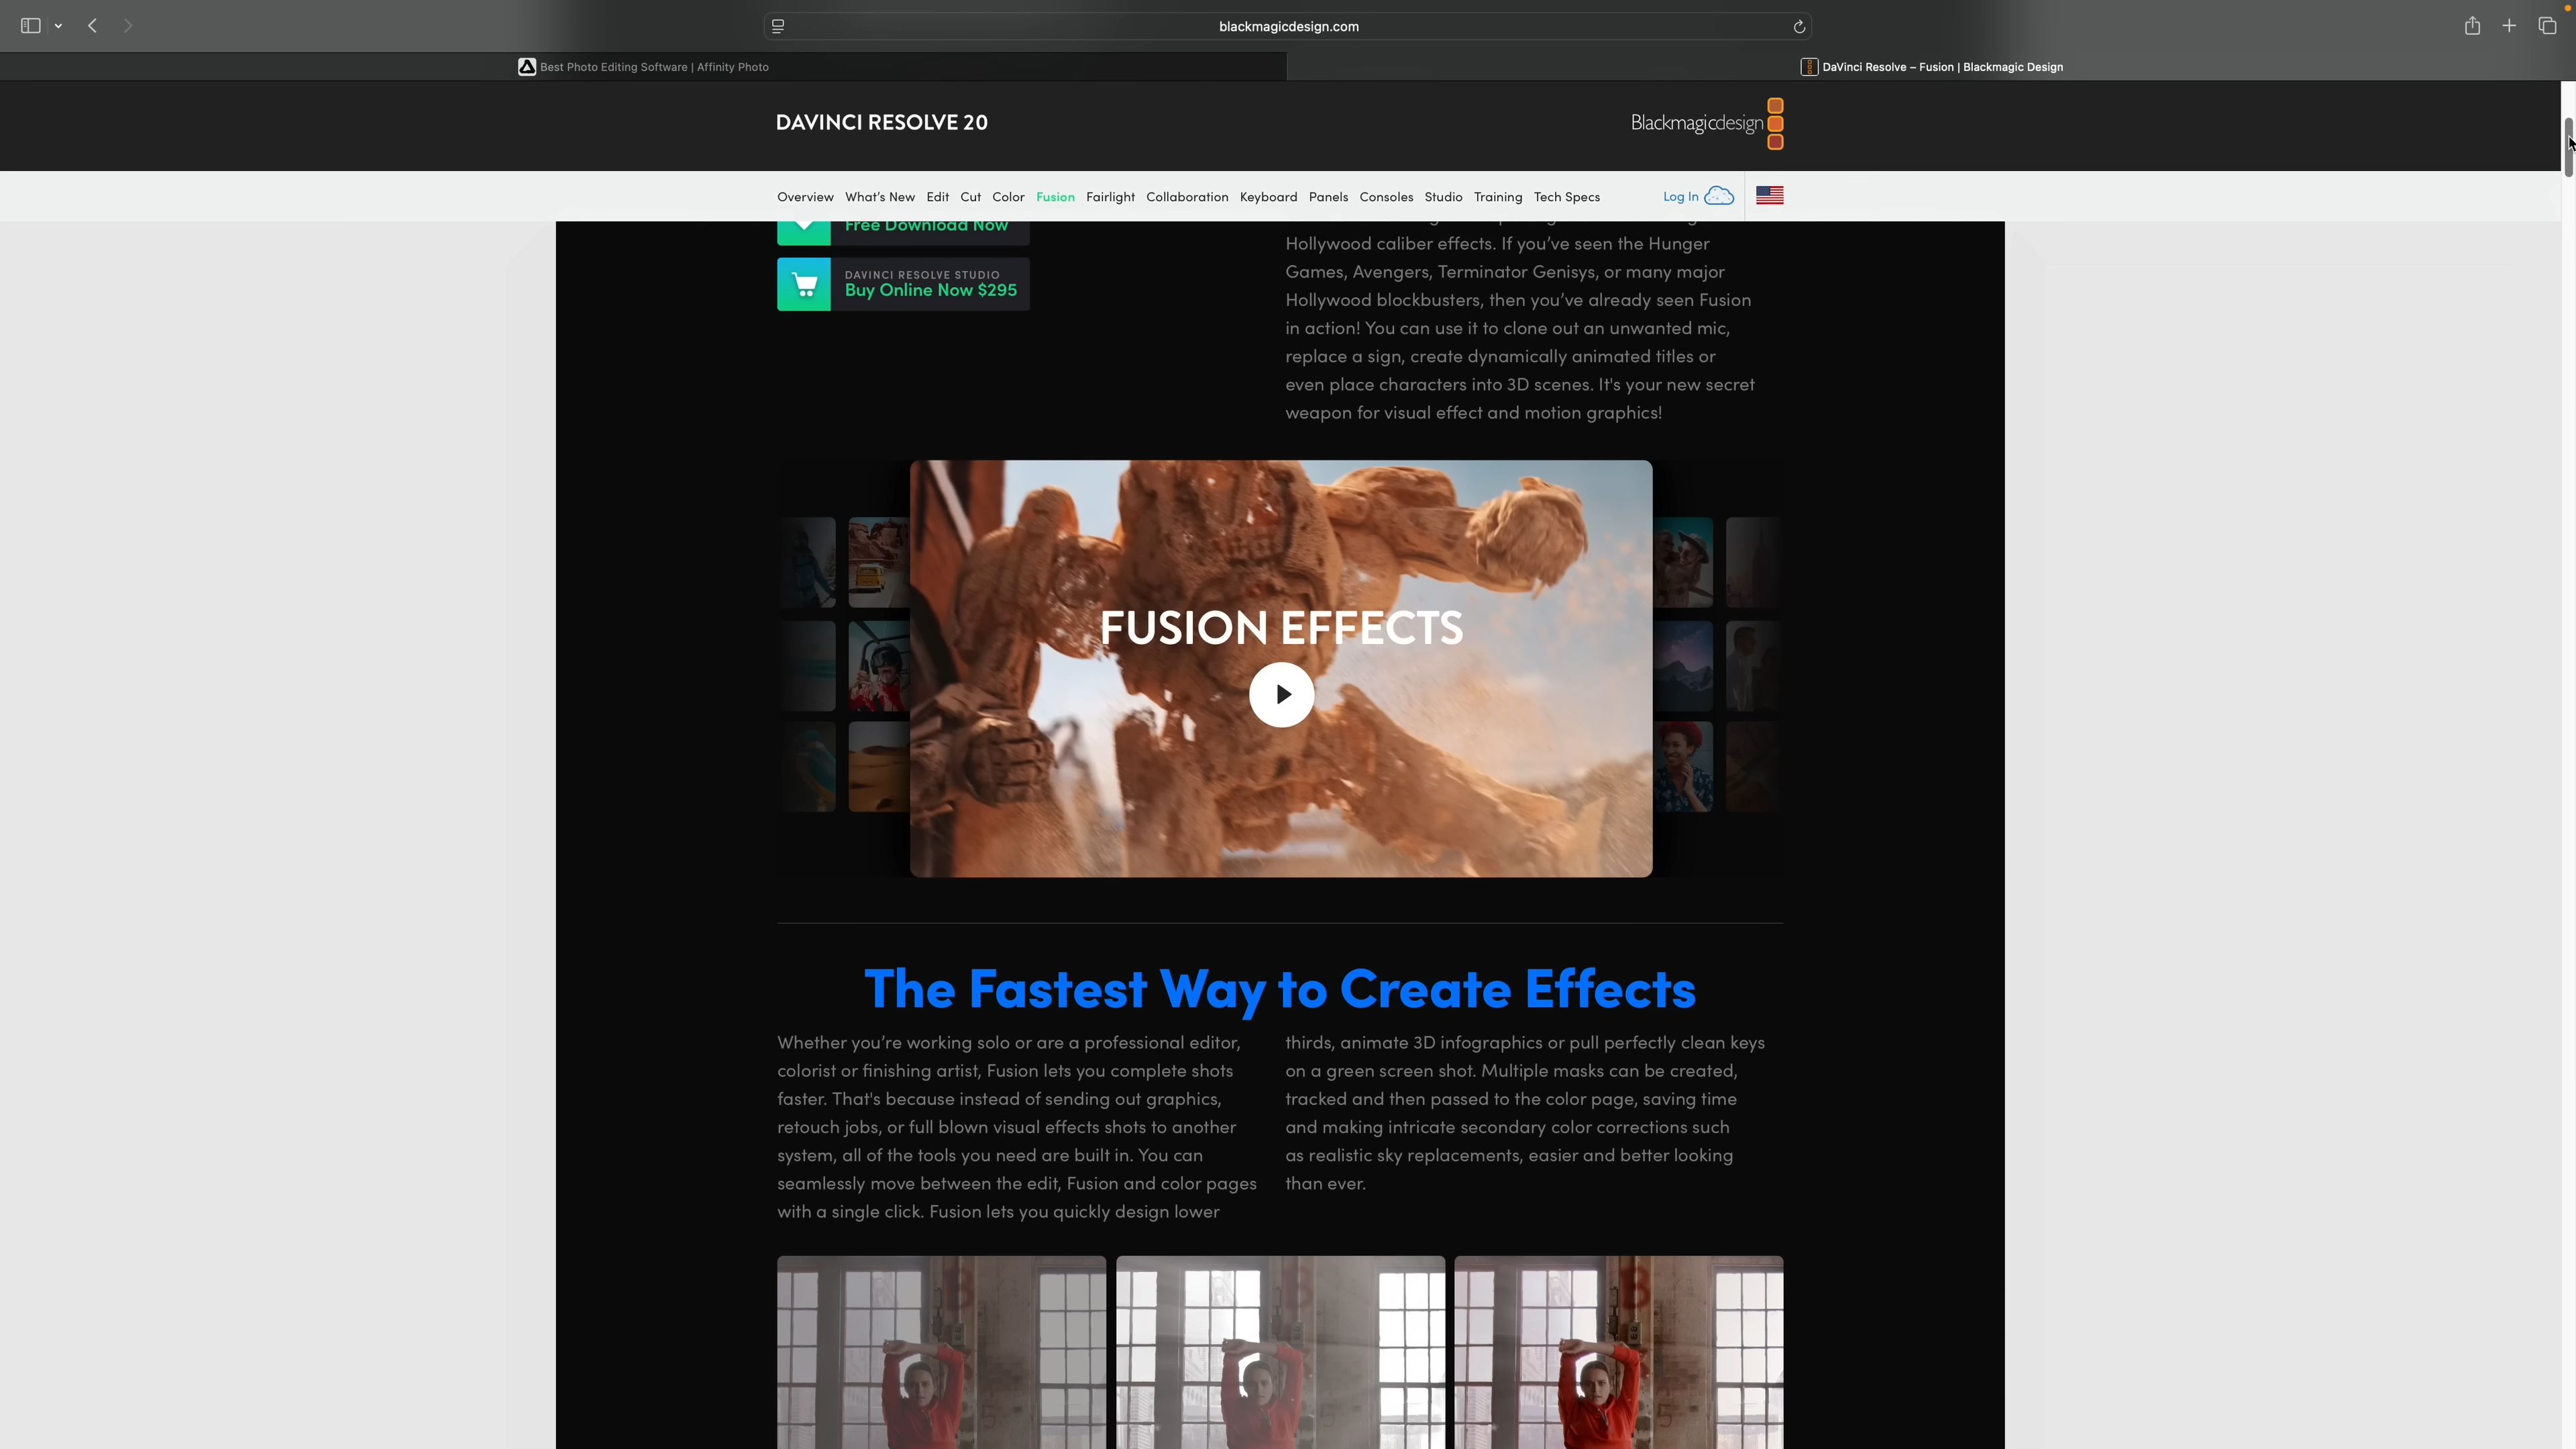 blackmagicdesign.com
Best Photo Editing Software | Affinity Photo
DaVinci Resolve – Fusion | Blackmagic Design
DAVINCI RESOLVE 20
Blackmagicdesign
Overview What's New Edit Cut Color Fusion Fairlight Collaboration Keyboard Panels Consoles Studio Training Tech Specs Log In
Free Download Now
DAVINCI RESOLVE STUDIO
Buy Online Now $295
Hollywood caliber effects. If you've seen the Hunger
Games, Avengers, Terminator Genisys, or many major
Hollywood blockbusters, then you've already seen Fusion
in action! You can use it to clone out an unwanted mic,
replace a sign, create dynamically animated titles or
even place characters into 3D scenes. It's your new secret
weapon for visual effect and motion graphics!
FUSION EFFECTS
The Fastest Way to Create Effects
Whether you're working solo or are a professional editor,
colorist or finishing artist, Fusion lets you complete shots
faster. That's because instead of sending out graphics,
retouch jobs, or full blown visual effects shots to another
system, all of the tools you need are built in. You can
seamlessly move between the edit, Fusion and color pages
with a single click. Fusion lets you quickly design lower
thirds, animate 3D infographics or pull perfectly clean keys
on a green screen shot. Multiple masks can be created,
tracked and then passed to the color page, saving time
and making intricate secondary color corrections such
as realistic sky replacements, easier and better looking
than ever.